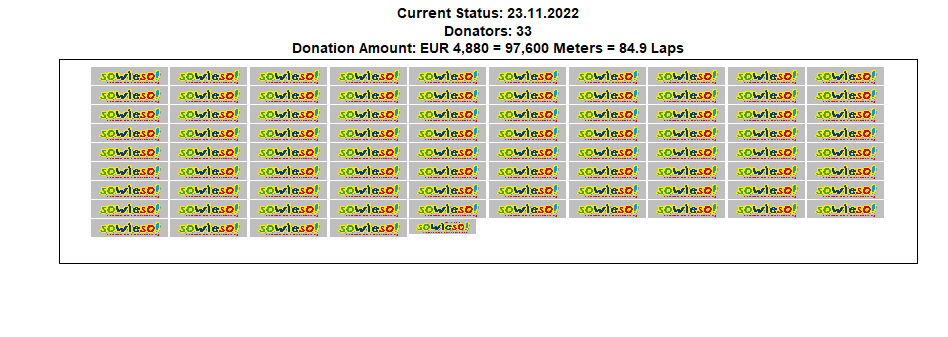 Current Status: 23.11.2022
Donators: 33
Donation Amount: EUR 4,880 = 97,600 Meters = 84.9 Laps
sowieso! sowieso! sowieso! sowieso! sowieso! sowieso! sowieso! sowieso! sowieso! sowieso!
sowieso! sowieso! sowieso! sowieso! sowieso! sowieso! sowieso! sowieso! sowieso! sowieso!
sowieso! sowieso! sowieso! sowieso! sowieso! sowieso! sowieso! sowieso! sowieso! sowieso!
sowieso! sowieso! sowieso! sowieso! sowieso! sowieso! sowieso! sowieso! sowieso! sowieso!
sowieso! sowieso! sowieso! sowieso! sowieso! sowieso! sowieso! sowieso! sowieso! sowieso!
sowieso! sowieso! sowieso! sowieso! sowieso! sowieso! sowieso! sowieso! sowieso! sowieso!
sowieso! sowieso! sowieso! sowieso! sowieso! sowieso! sowieso! sowieso! sowieso! sowieso!
sowieso! sowieso! sowieso! sowieso! sowieso! sowieso! sowieso! sowieso! sowieso! sowieso!
sowieso! sowieso! sowieso! sowieso! sowieso!